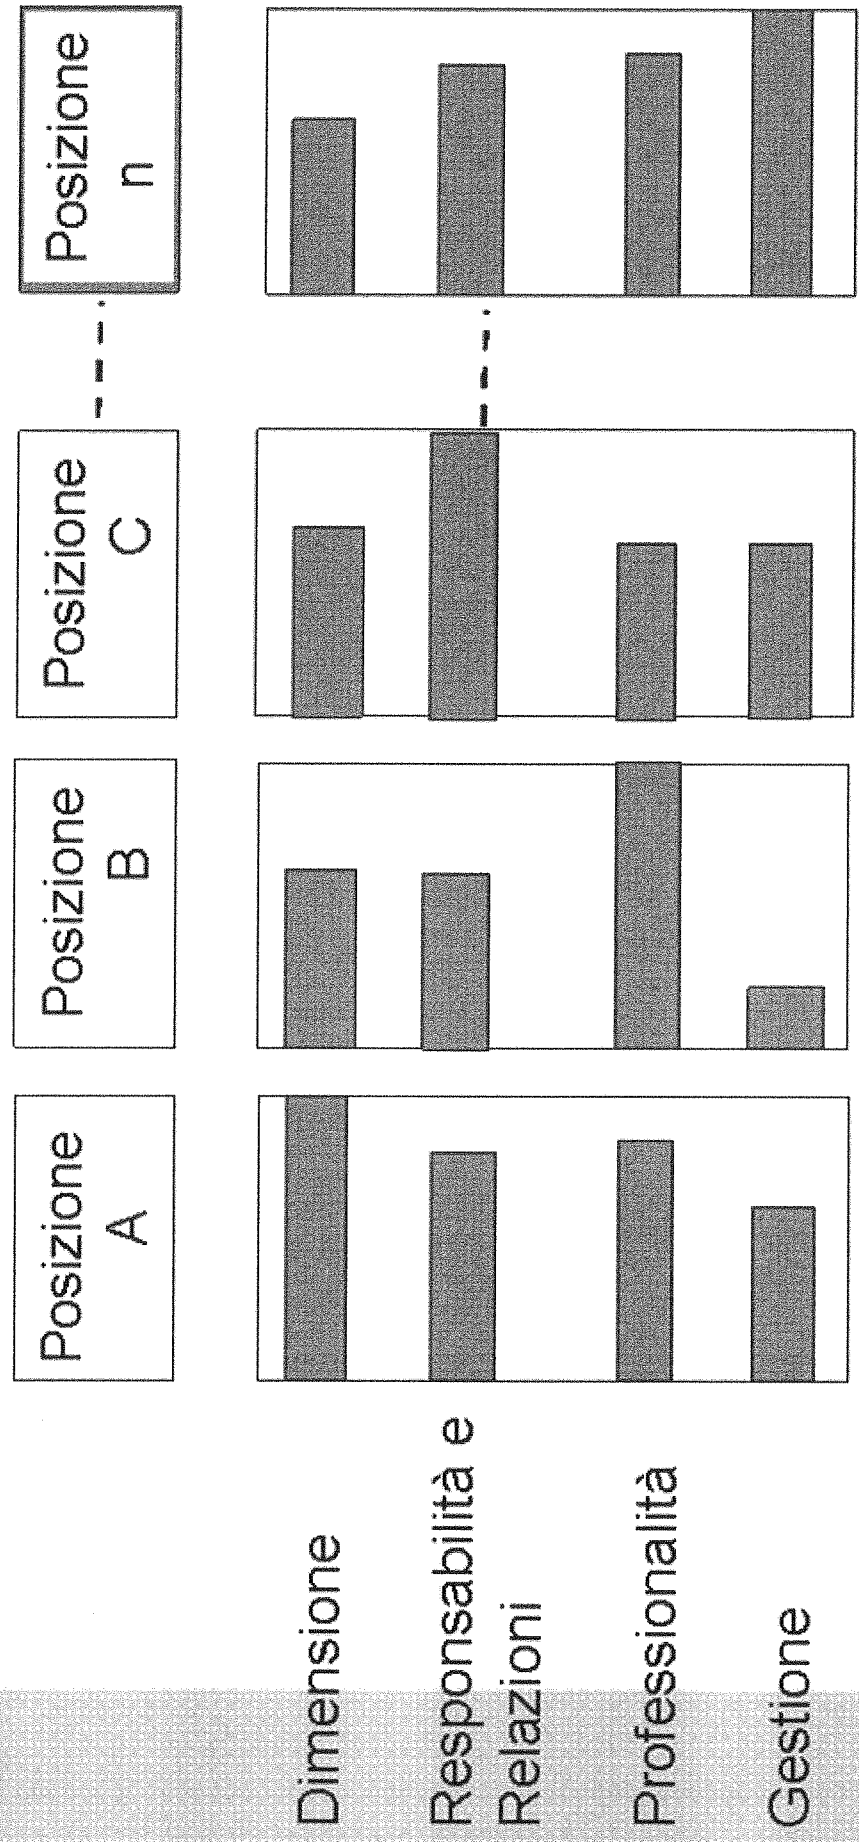 Posizione
A
Posizione
B
Posizione
C
Posizione
n
Dimensione
Responsabilità e
Relazioni
Professionalità
Gestione